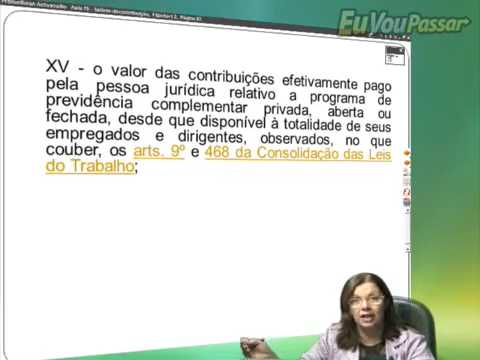 EuVouPassar
XV - o valor das contribuições efetivamente pago
pela pessoa jurídica relativo a programa de
previdência complementar privada, aberta ou
fechada, desde que disponível à totalidade de seus
empregados e dirigentes, observados, no que
couber, os arts. 9º e 468 da Consolidação das Leis
do Trabalho;